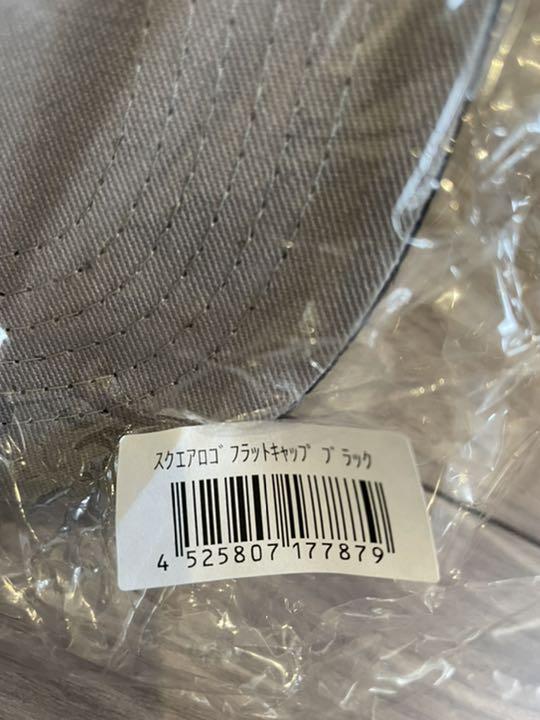 ｽｸｴｱﾛｺﾞ ﾌﾗｯﾄｷｬｯﾌﾟ ﾌﾞﾗｯｸ
4 525807 177879